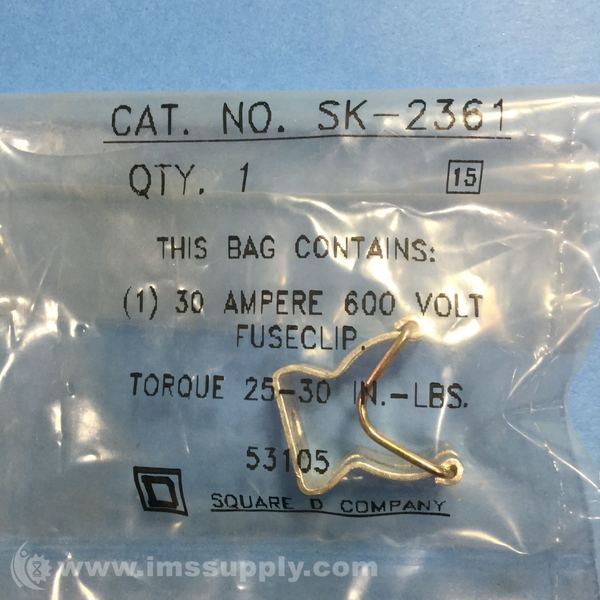 CAT. NO. SK-2361
QTY. 1 15
THIS BAG CONTAINS:
(1) 30 AMPERE 600 VOLT
FUSECLIP.
TORQUE 25-30 IN.-LBS.
53105
D SQUARE D COMPANY
www.imssupply.com